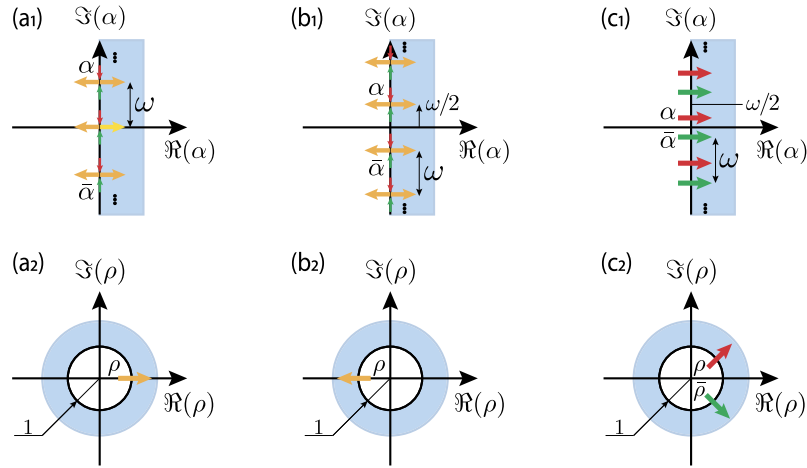 (a₁)
ℑ(α)
α
ω
ℜ(α)
ᾱ
(b₁)
ℑ(α)
α
ω/2
ℜ(α)
ᾱ
ω
(c₁)
ℑ(α)
ω/2
α
ᾱ
ℜ(α)
ω
(a₂)
ℑ(ρ)
ρ
ℜ(ρ)
1
(b₂)
ℑ(ρ)
ρ
ℜ(ρ)
1
(c₂)
ℑ(ρ)
ρ
ρ̄
ℜ(ρ)
1